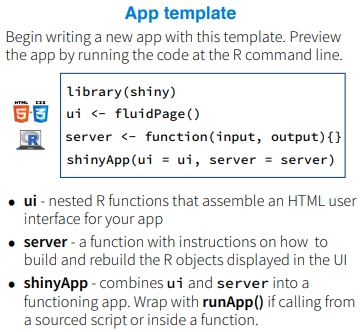 App template
Begin writing a new app with this template. Preview
the app by running the code at the R command line.
HTML CSS
5 3
R
library(shiny)
ui <- fluidPage()
server <- function(input, output){}
shinyApp(ui = ui, server = server)
• ui - nested R functions that assemble an HTML user
interface for your app
• server - a function with instructions on how to
build and rebuild the R objects displayed in the UI
• shinyApp - combines ui and server into a
functioning app. Wrap with runApp() if calling from
a sourced script or inside a function.